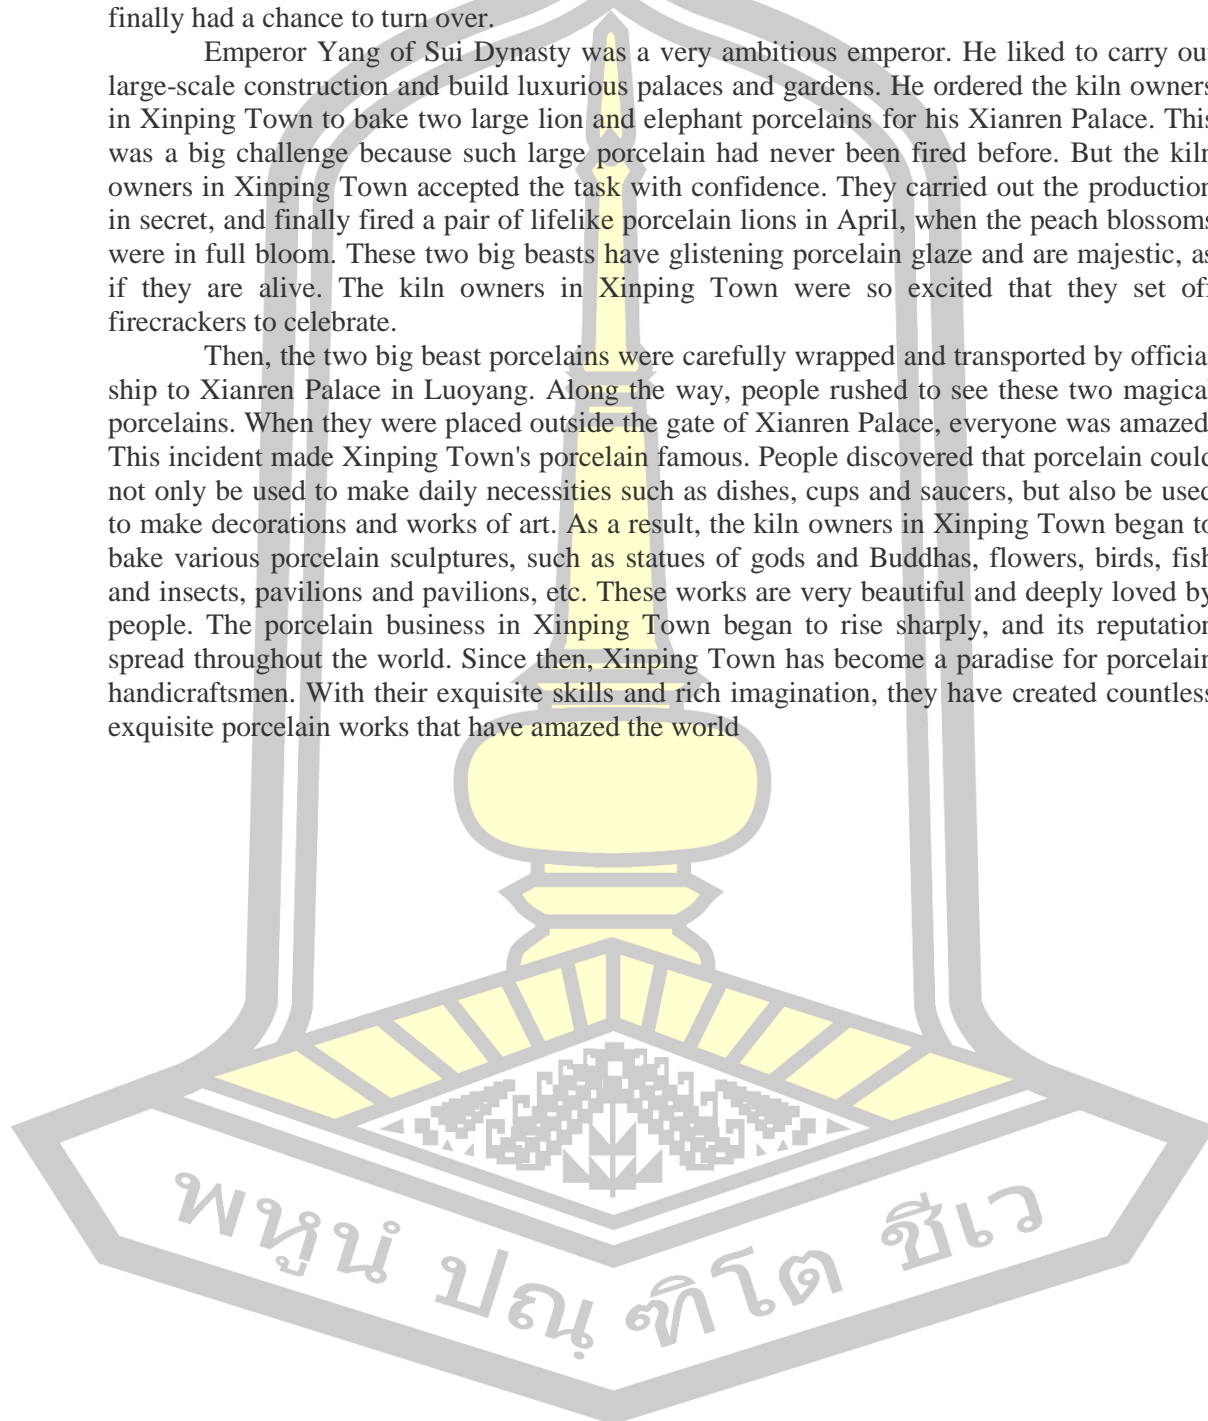 finally had a chance to turn over.
Emperor Yang of Sui Dynasty was a very ambitious emperor. He liked to carry ou
large-scale construction and build luxurious palaces and gardens. He ordered the kiln owners
in Xinping Town to bake two large lion and elephant porcelains for his Xianren Palace. This
was a big challenge because such large porcelain had never been fired before. But the kiln
owners in Xinping Town accepted the task with confidence. They carried out the production
in secret, and finally fired a pair of lifelike porcelain lions in April, when the peach blossoms
were in full bloom. These two big beasts have glistening porcelain glaze and are majestic, as
if they are alive. The kiln owners in Xinping Town were so excited that they set off
firecrackers to celebrate.
Then, the two big beast porcelains were carefully wrapped and transported by officia
ship to Xianren Palace in Luoyang. Along the way, people rushed to see these two magical
porcelains. When they were placed outside the gate of Xianren Palace, everyone was amazed
This incident made Xinping Town's porcelain famous. People discovered that porcelain could
not only be used to make daily necessities such as dishes, cups and saucers, but also be used
to make decorations and works of art. As a result, the kiln owners in Xinping Town began to
bake various porcelain sculptures, such as statues of gods and Buddhas, flowers, birds, fish
and insects, pavilions and pavilions, etc. These works are very beautiful and deeply loved by
people. The porcelain business in Xinping Town began to rise sharply, and its reputation
spread throughout the world. Since then, Xinping Town has become a paradise for porcelain
handicraftsmen. With their exquisite skills and rich imagination, they have created countless
exquisite porcelain works that have amazed the world
พหูนํ ปณฺฑิโต ชีเว